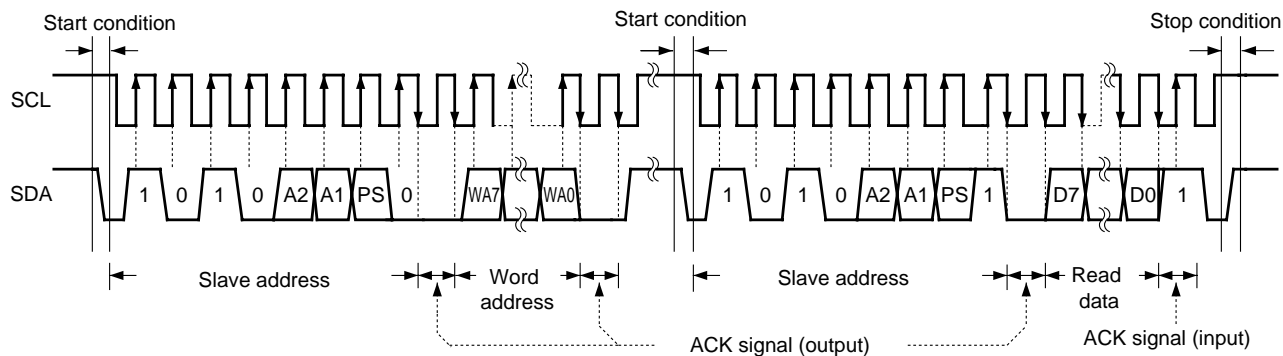 Start condition Start condition Stop condition
SCL
SDA 1 0 1 0 A2 A1 PS 0 WA7 WA0 1 0 1 0 A2 A1 PS 1 D7 D0 1
Slave address Word address Slave address Read data
ACK signal (output) ACK signal (input)